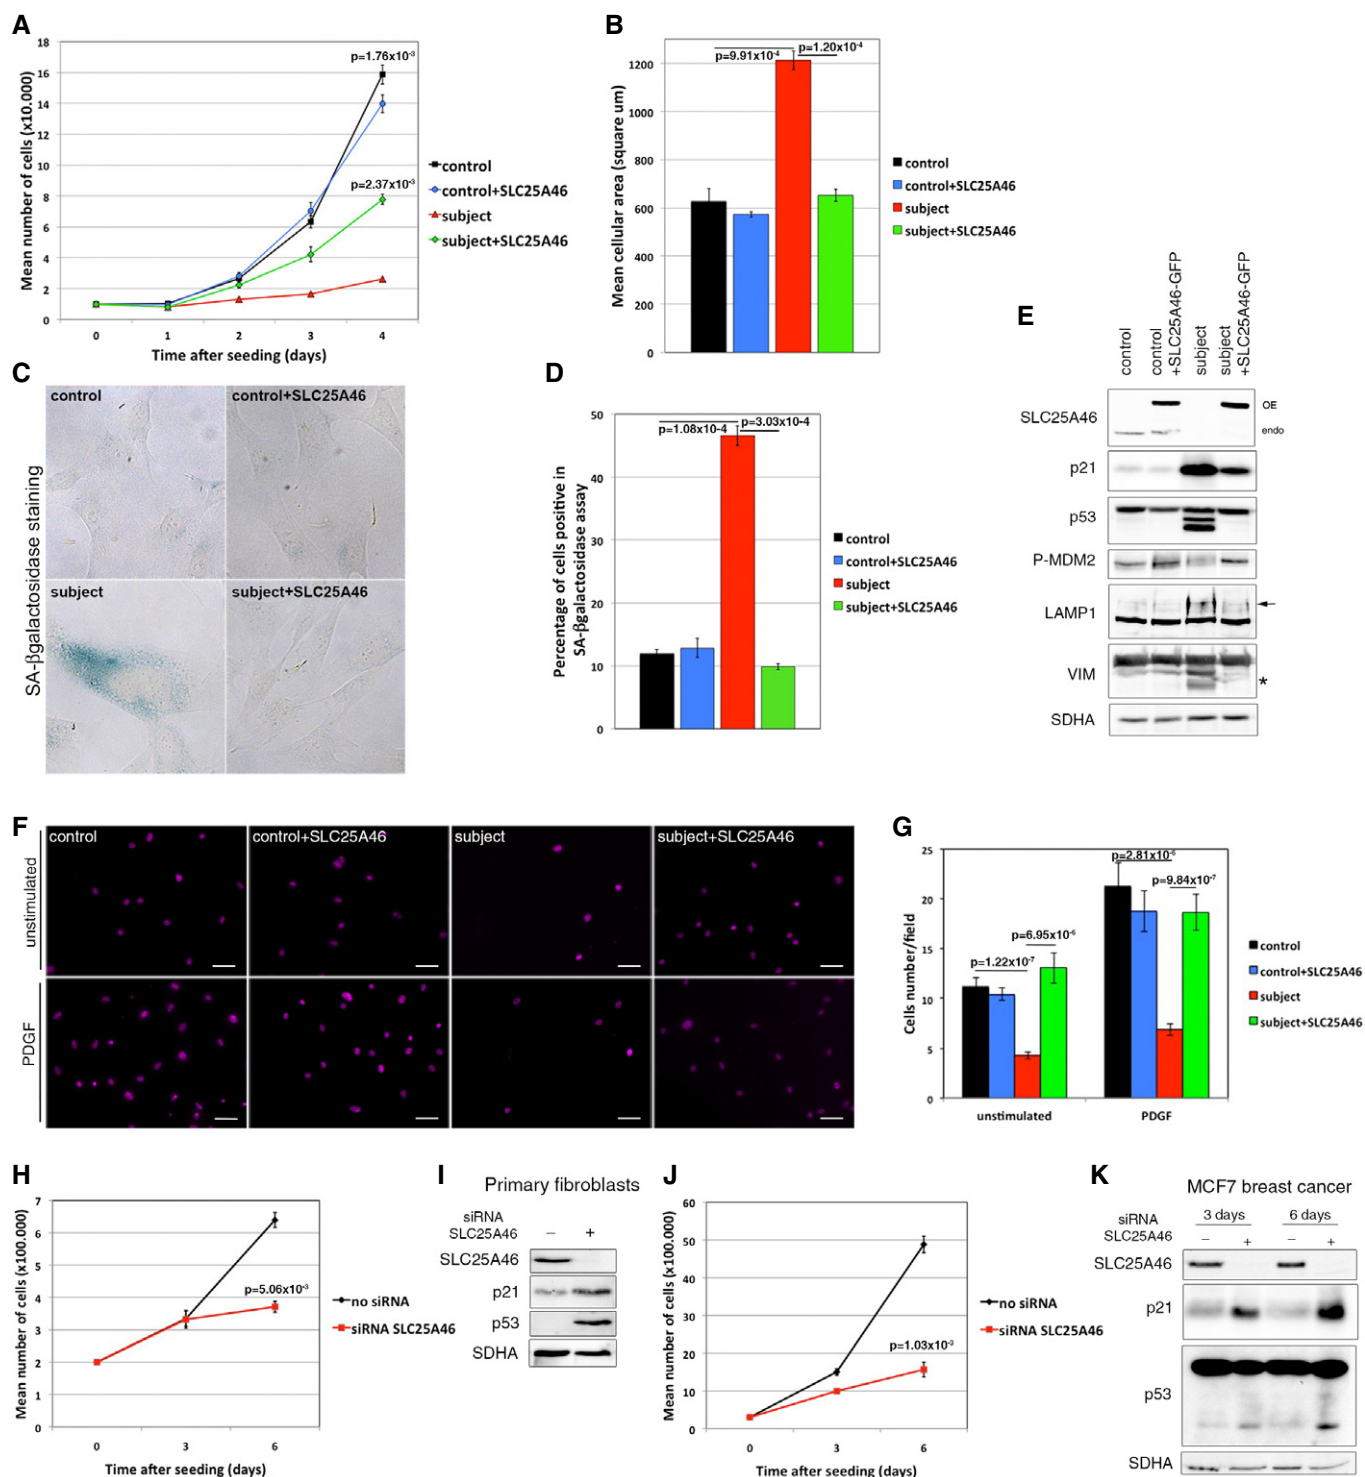 A
18
16
14
12
10
8
6
4
2
0
Mean number of cells (x10.000)
p=1.76x10⁻³
p=2.37x10⁻³
0 1 2 3 4
Time after seeding (days)
control
control+SLC25A46
subject
subject+SLC25A46
B
1200
1000
800
600
400
200
0
Mean cellular area (square um)
p=9.91x10⁻⁴
p=1.20x10⁻⁴
control
control+SLC25A46
subject
subject+SLC25A46
C
SA-βgalactosidase staining
control
control+SLC25A46
subject
subject+SLC25A46
D
50
40
30
20
10
0
Percentage of cells positive in
SA-βgalactosidase assay
p=1.08x10-4
p=3.03x10-4
control
control+SLC25A46
subject
subject+SLC25A46
E
control
control
+SLC25A46-GFP
subject
subject
+SLC25A46-GFP
SLC25A46
OE
endo
p21
p53
P-MDM2
LAMP1
VIM
*
SDHA
F
unstimulated
PDGF
control
control+SLC25A46
subject
subject+SLC25A46
G
25
20
15
10
5
0
Cells number/field
p=1.22x10⁻⁷
p=6.95x10⁻⁶
p=2.81x10⁻⁶
p=9.84x10⁻⁷
unstimulated
PDGF
control
control+SLC25A46
subject
subject+SLC25A46
H
7
6
5
4
3
2
1
0
Mean number of cells (x100.000)
p=5.06x10⁻³
0 3 6
Time after seeding (days)
no siRNA
siRNA SLC25A46
I
Primary fibroblasts
siRNA
SLC25A46 – +
SLC25A46
p21
p53
SDHA
J
60
50
40
30
20
10
0
Mean number of cells (x100.000)
p=1.03x10⁻³
0 3 6
Time after seeding (days)
no siRNA
siRNA SLC25A46
K
MCF7 breast cancer
3 days 6 days
siRNA
SLC25A46 – + – +
SLC25A46
p21
p53
SDHA